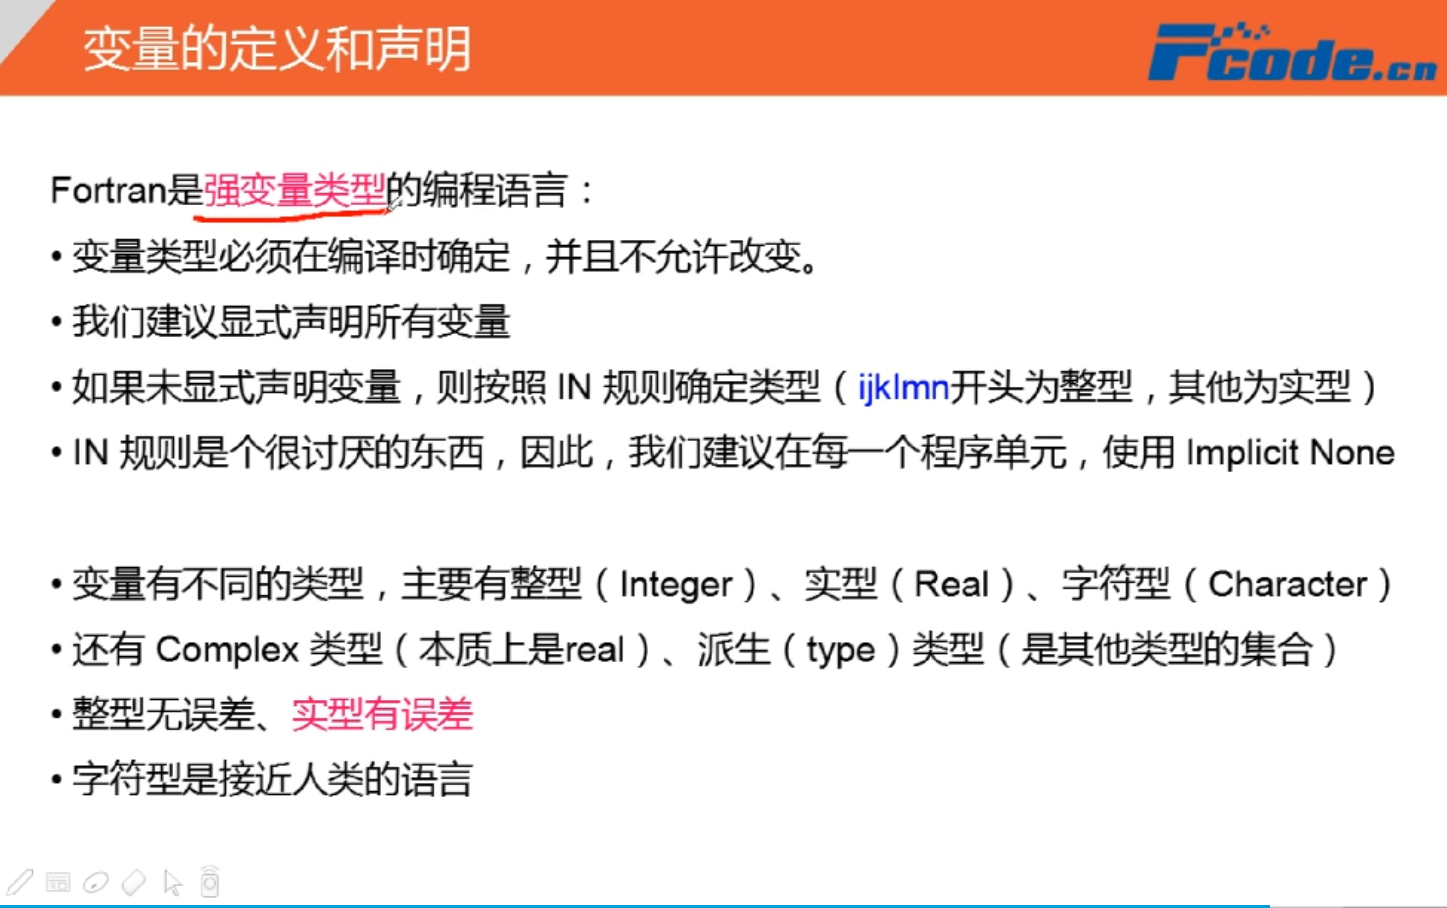 变量的定义和声明
Fcode.cn
Fortran是强变量类型的编程语言：
• 变量类型必须在编译时确定，并且不允许改变。
• 我们建议显式声明所有变量
• 如果未显式声明变量，则按照 IN 规则确定类型（ijklmn开头为整型，其他为实型）
• IN 规则是个很讨厌的东西，因此，我们建议在每一个程序单元，使用 Implicit None
• 变量有不同的类型，主要有整型（Integer）、实型（Real）、字符型（Character）
• 还有 Complex 类型（本质上是real）、派生（type）类型（是其他类型的集合）
• 整型无误差、实型有误差
• 字符型是接近人类的语言